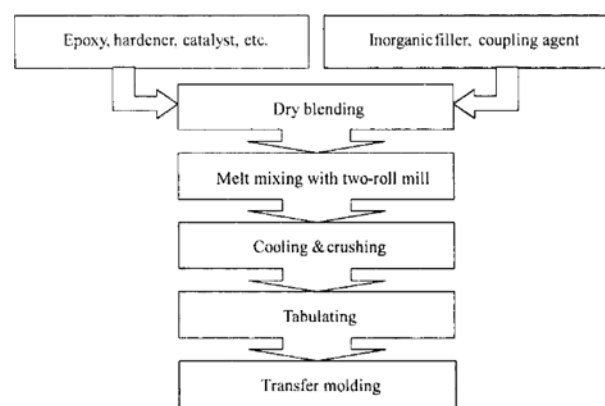 Epoxy, hardener, catalyst, etc.
Inorganic filler, coupling agent
Dry blending
Melt mixing with two-roll mill
Cooling & crushing
Tabulating
Transfer molding